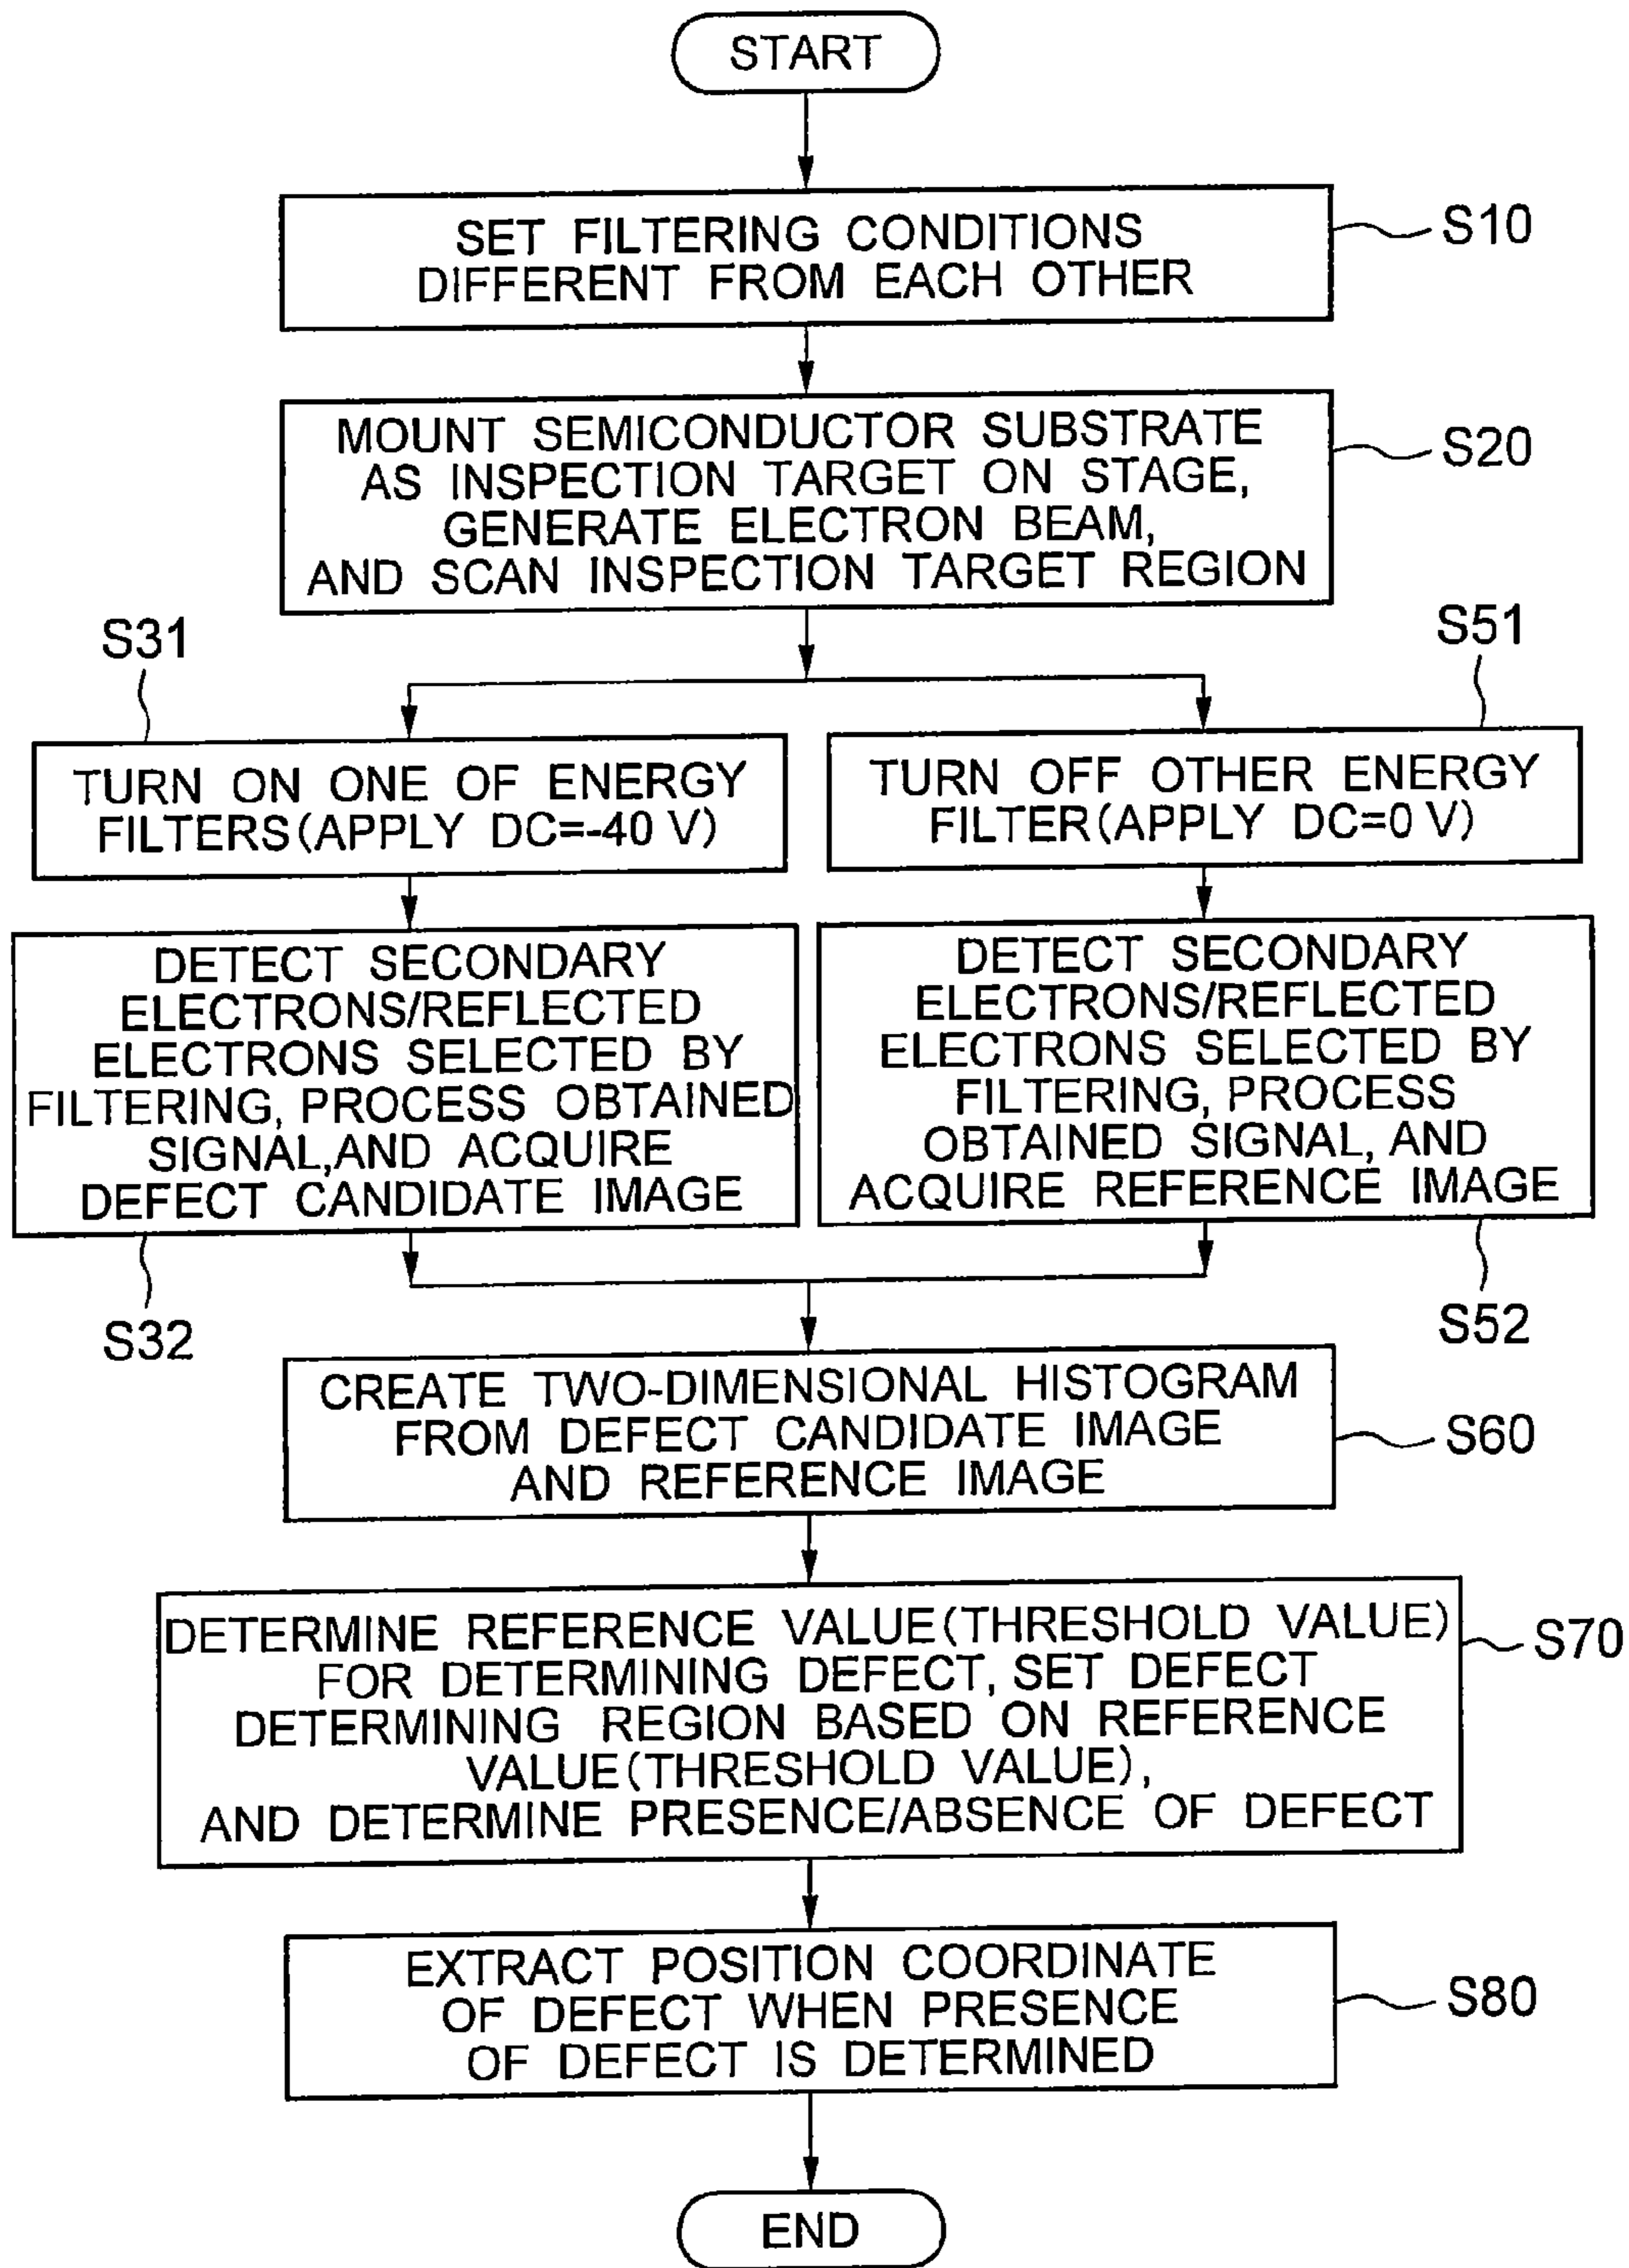 START
SET FILTERING CONDITIONS
DIFFERENT FROM EACH OTHER
S10
MOUNT SEMICONDUCTOR SUBSTRATE
AS INSPECTION TARGET ON STAGE,
GENERATE ELECTRON BEAM,
AND SCAN INSPECTION TARGET REGION
S20
S31
TURN ON ONE OF ENERGY
FILTERS(APPLY DC=-40 V)
S51
TURN OFF OTHER ENERGY
FILTER(APPLY DC=0 V)
DETECT SECONDARY
ELECTRONS/REFLECTED
ELECTRONS SELECTED BY
FILTERING, PROCESS OBTAINED
SIGNAL,AND ACQUIRE
DEFECT CANDIDATE IMAGE
S32
DETECT SECONDARY
ELECTRONS/REFLECTED
ELECTRONS SELECTED BY
FILTERING, PROCESS
OBTAINED SIGNAL, AND
ACQUIRE REFERENCE IMAGE
S52
CREATE TWO-DIMENSIONAL HISTOGRAM
FROM DEFECT CANDIDATE IMAGE
AND REFERENCE IMAGE
S60
DETERMINE REFERENCE VALUE(THRESHOLD VALUE)
FOR DETERMINING DEFECT, SET DEFECT
DETERMINING REGION BASED ON REFERENCE
VALUE(THRESHOLD VALUE),
AND DETERMINE PRESENCE/ABSENCE OF DEFECT
S70
EXTRACT POSITION COORDINATE
OF DEFECT WHEN PRESENCE
OF DEFECT IS DETERMINED
S80
END